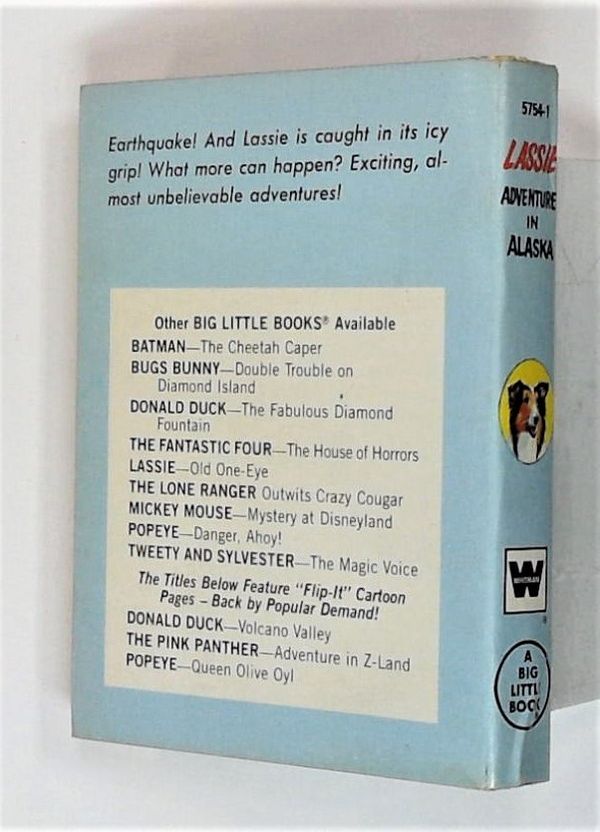 Earthquake! And Lassie is caught in its icy
grip! What more can happen? Exciting, al-
most unbelievable adventures!
Other BIG LITTLE BOOKS® Available
BATMAN—The Cheetah Caper
BUGS BUNNY—Double Trouble on
Diamond Island
DONALD DUCK—The Fabulous Diamond
Fountain
THE FANTASTIC FOUR—The House of Horrors
LASSIE—Old One-Eye
THE LONE RANGER Outwits Crazy Cougar
MICKEY MOUSE—Mystery at Disneyland
POPEYE—Danger, Ahoy!
TWEETY AND SYLVESTER—The Magic Voice
The Titles Below Feature "Flip-It" Cartoon
Pages – Back by Popular Demand!
DONALD DUCK—Volcano Valley
THE PINK PANTHER—Adventure in Z-Land
POPEYE—Queen Olive Oyl
5754-1
LASSIE
ADVENTURE
IN
ALASKA
W
WHITMAN
®
A
BIG
LITTL
BOOK